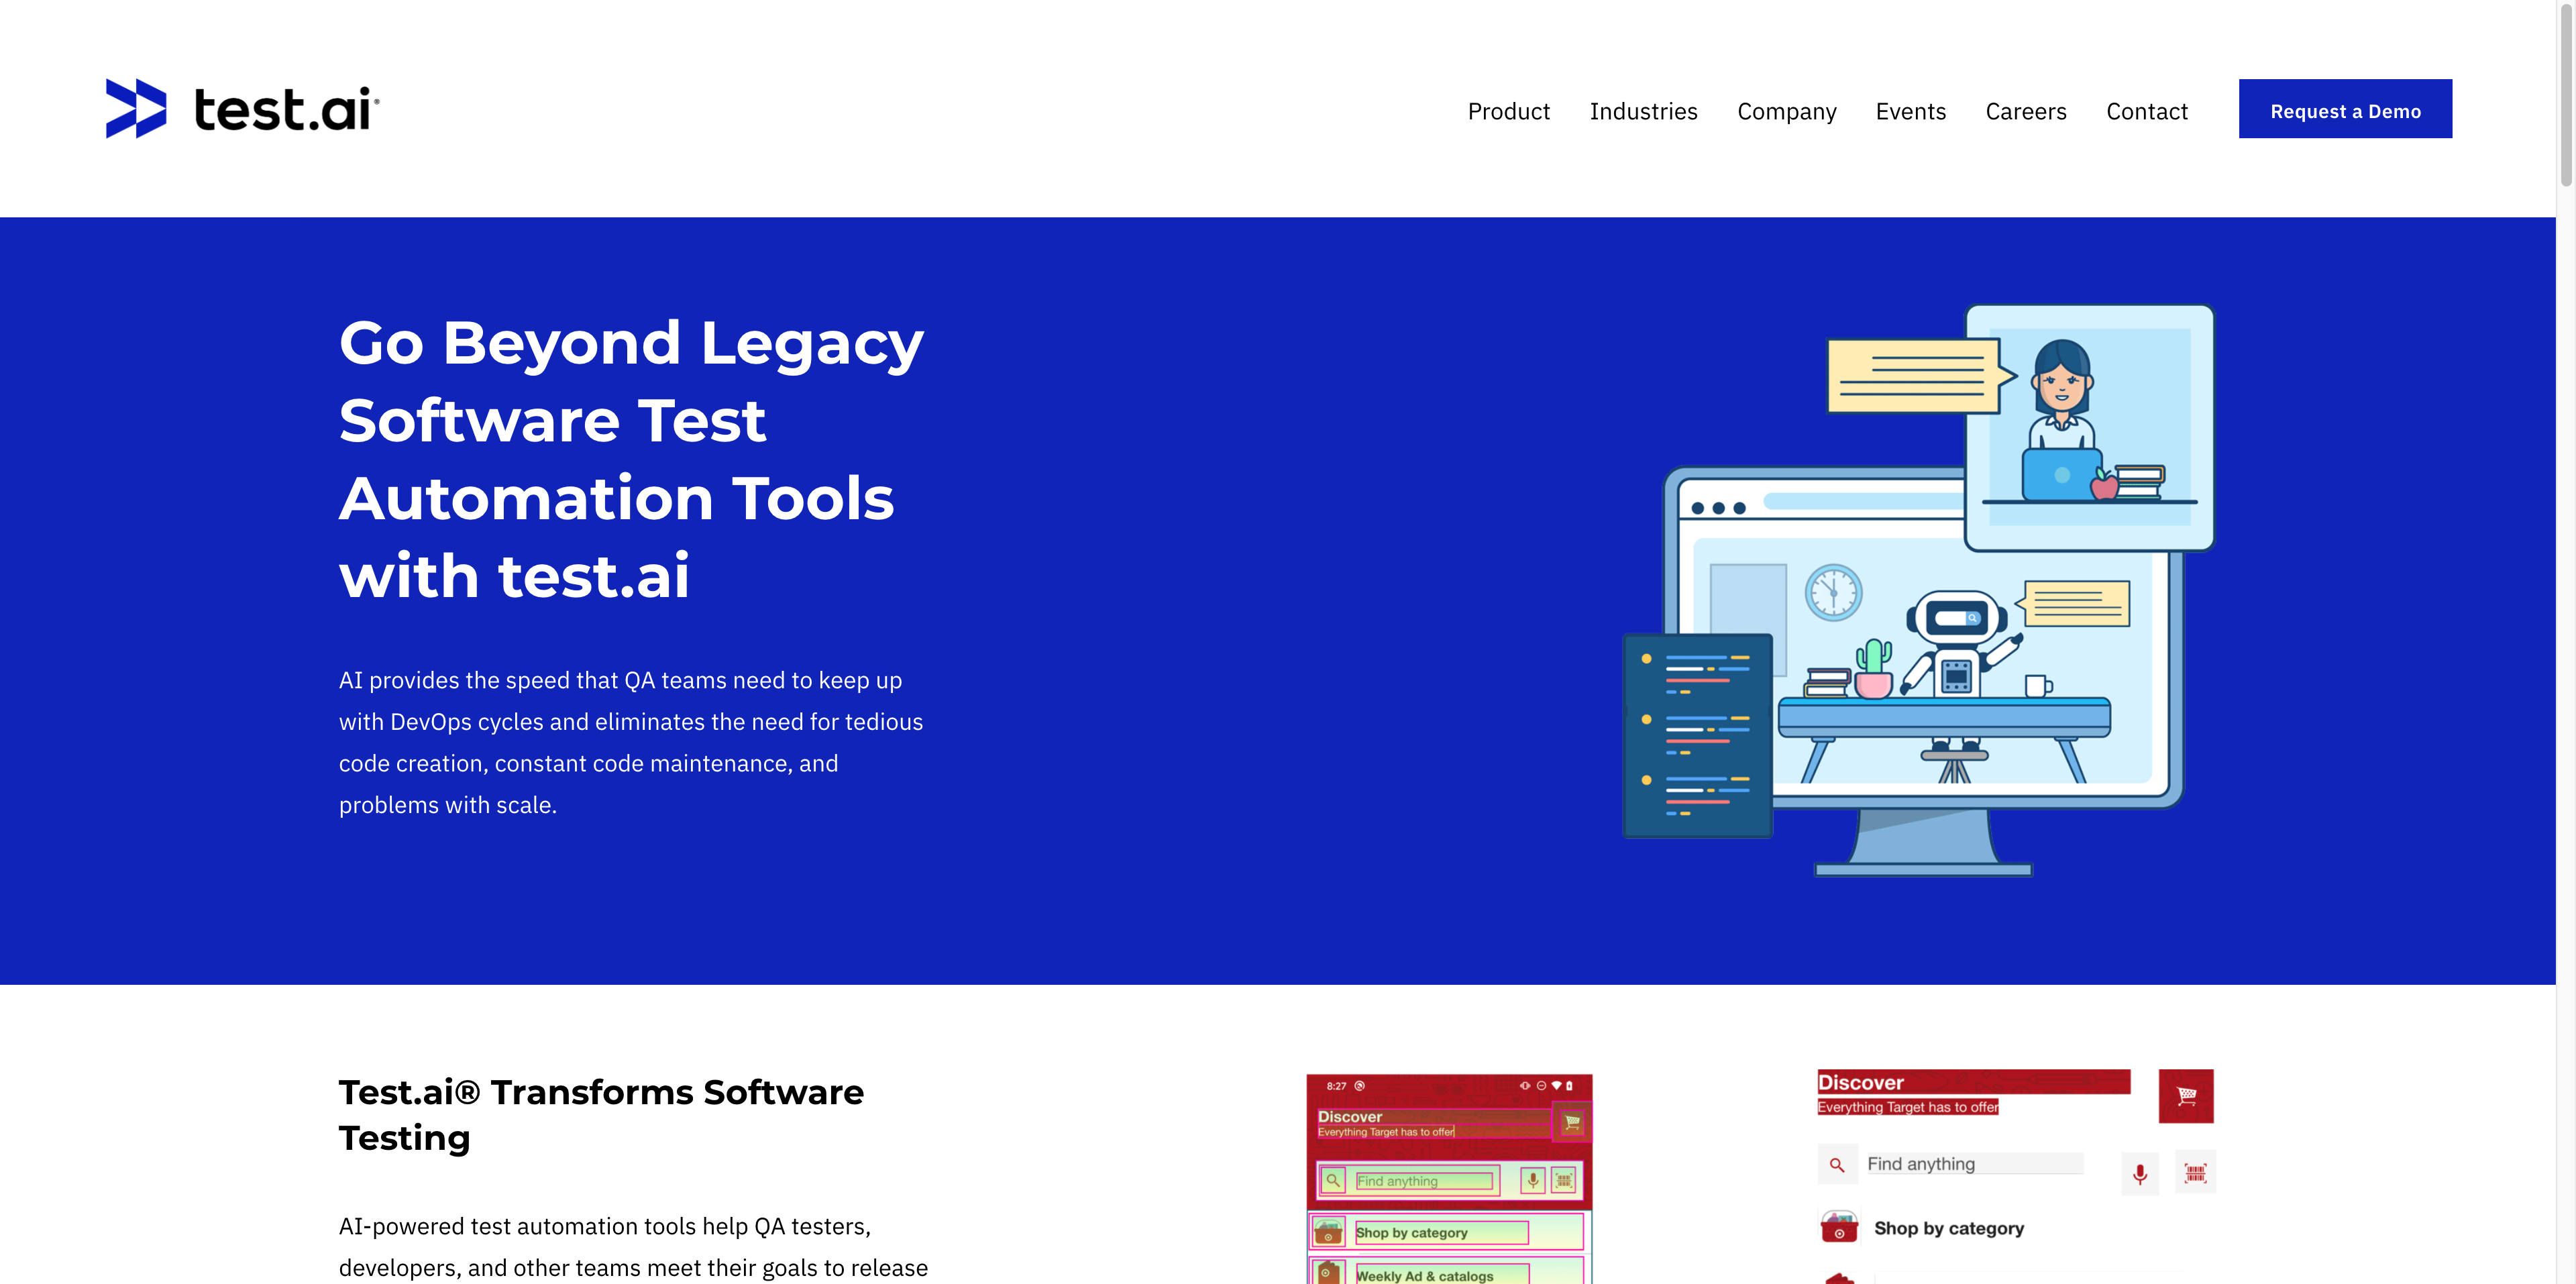 test.ai®
Product Industries Company Events Careers Contact Request a Demo
Go Beyond Legacy
Software Test
Automation Tools
with test.ai
AI provides the speed that QA teams need to keep up
with DevOps cycles and eliminates the need for tedious
code creation, constant code maintenance, and
problems with scale.
Test.ai® Transforms Software
Testing
AI-powered test automation tools help QA testers,
developers, and other teams meet their goals to release
8:27
Discover
Everything Target has to offer
Find anything
Shop by category
Weekly Ad & catalogs
Discover
Everything Target has to offer
Find anything
Shop by category